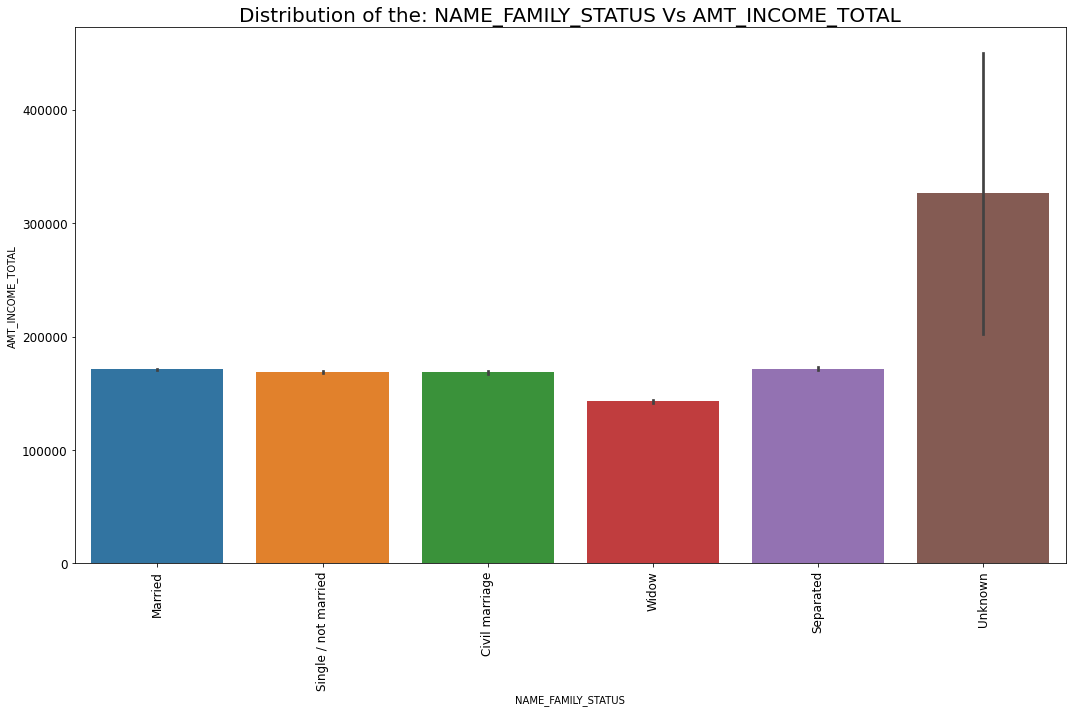 Distribution of the: NAME_FAMILY_STATUS Vs AMT_INCOME_TOTAL
AMT_INCOME_TOTAL
400000
300000
200000
100000
0
Married
Single / not married
Civil marriage
Widow
Separated
Unknown
NAME_FAMILY_STATUS